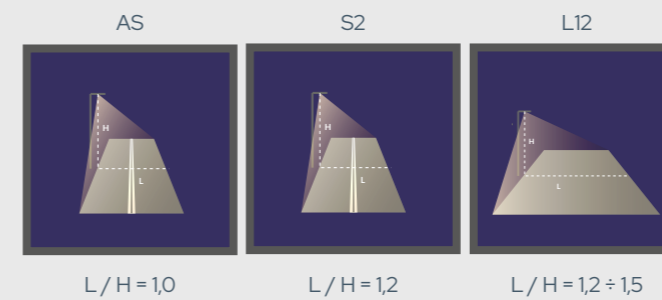 AS
S2
L12
H
L
H
L
H
L
L / H = 1,0
L / H = 1,2
L / H = 1,2 ÷ 1,5